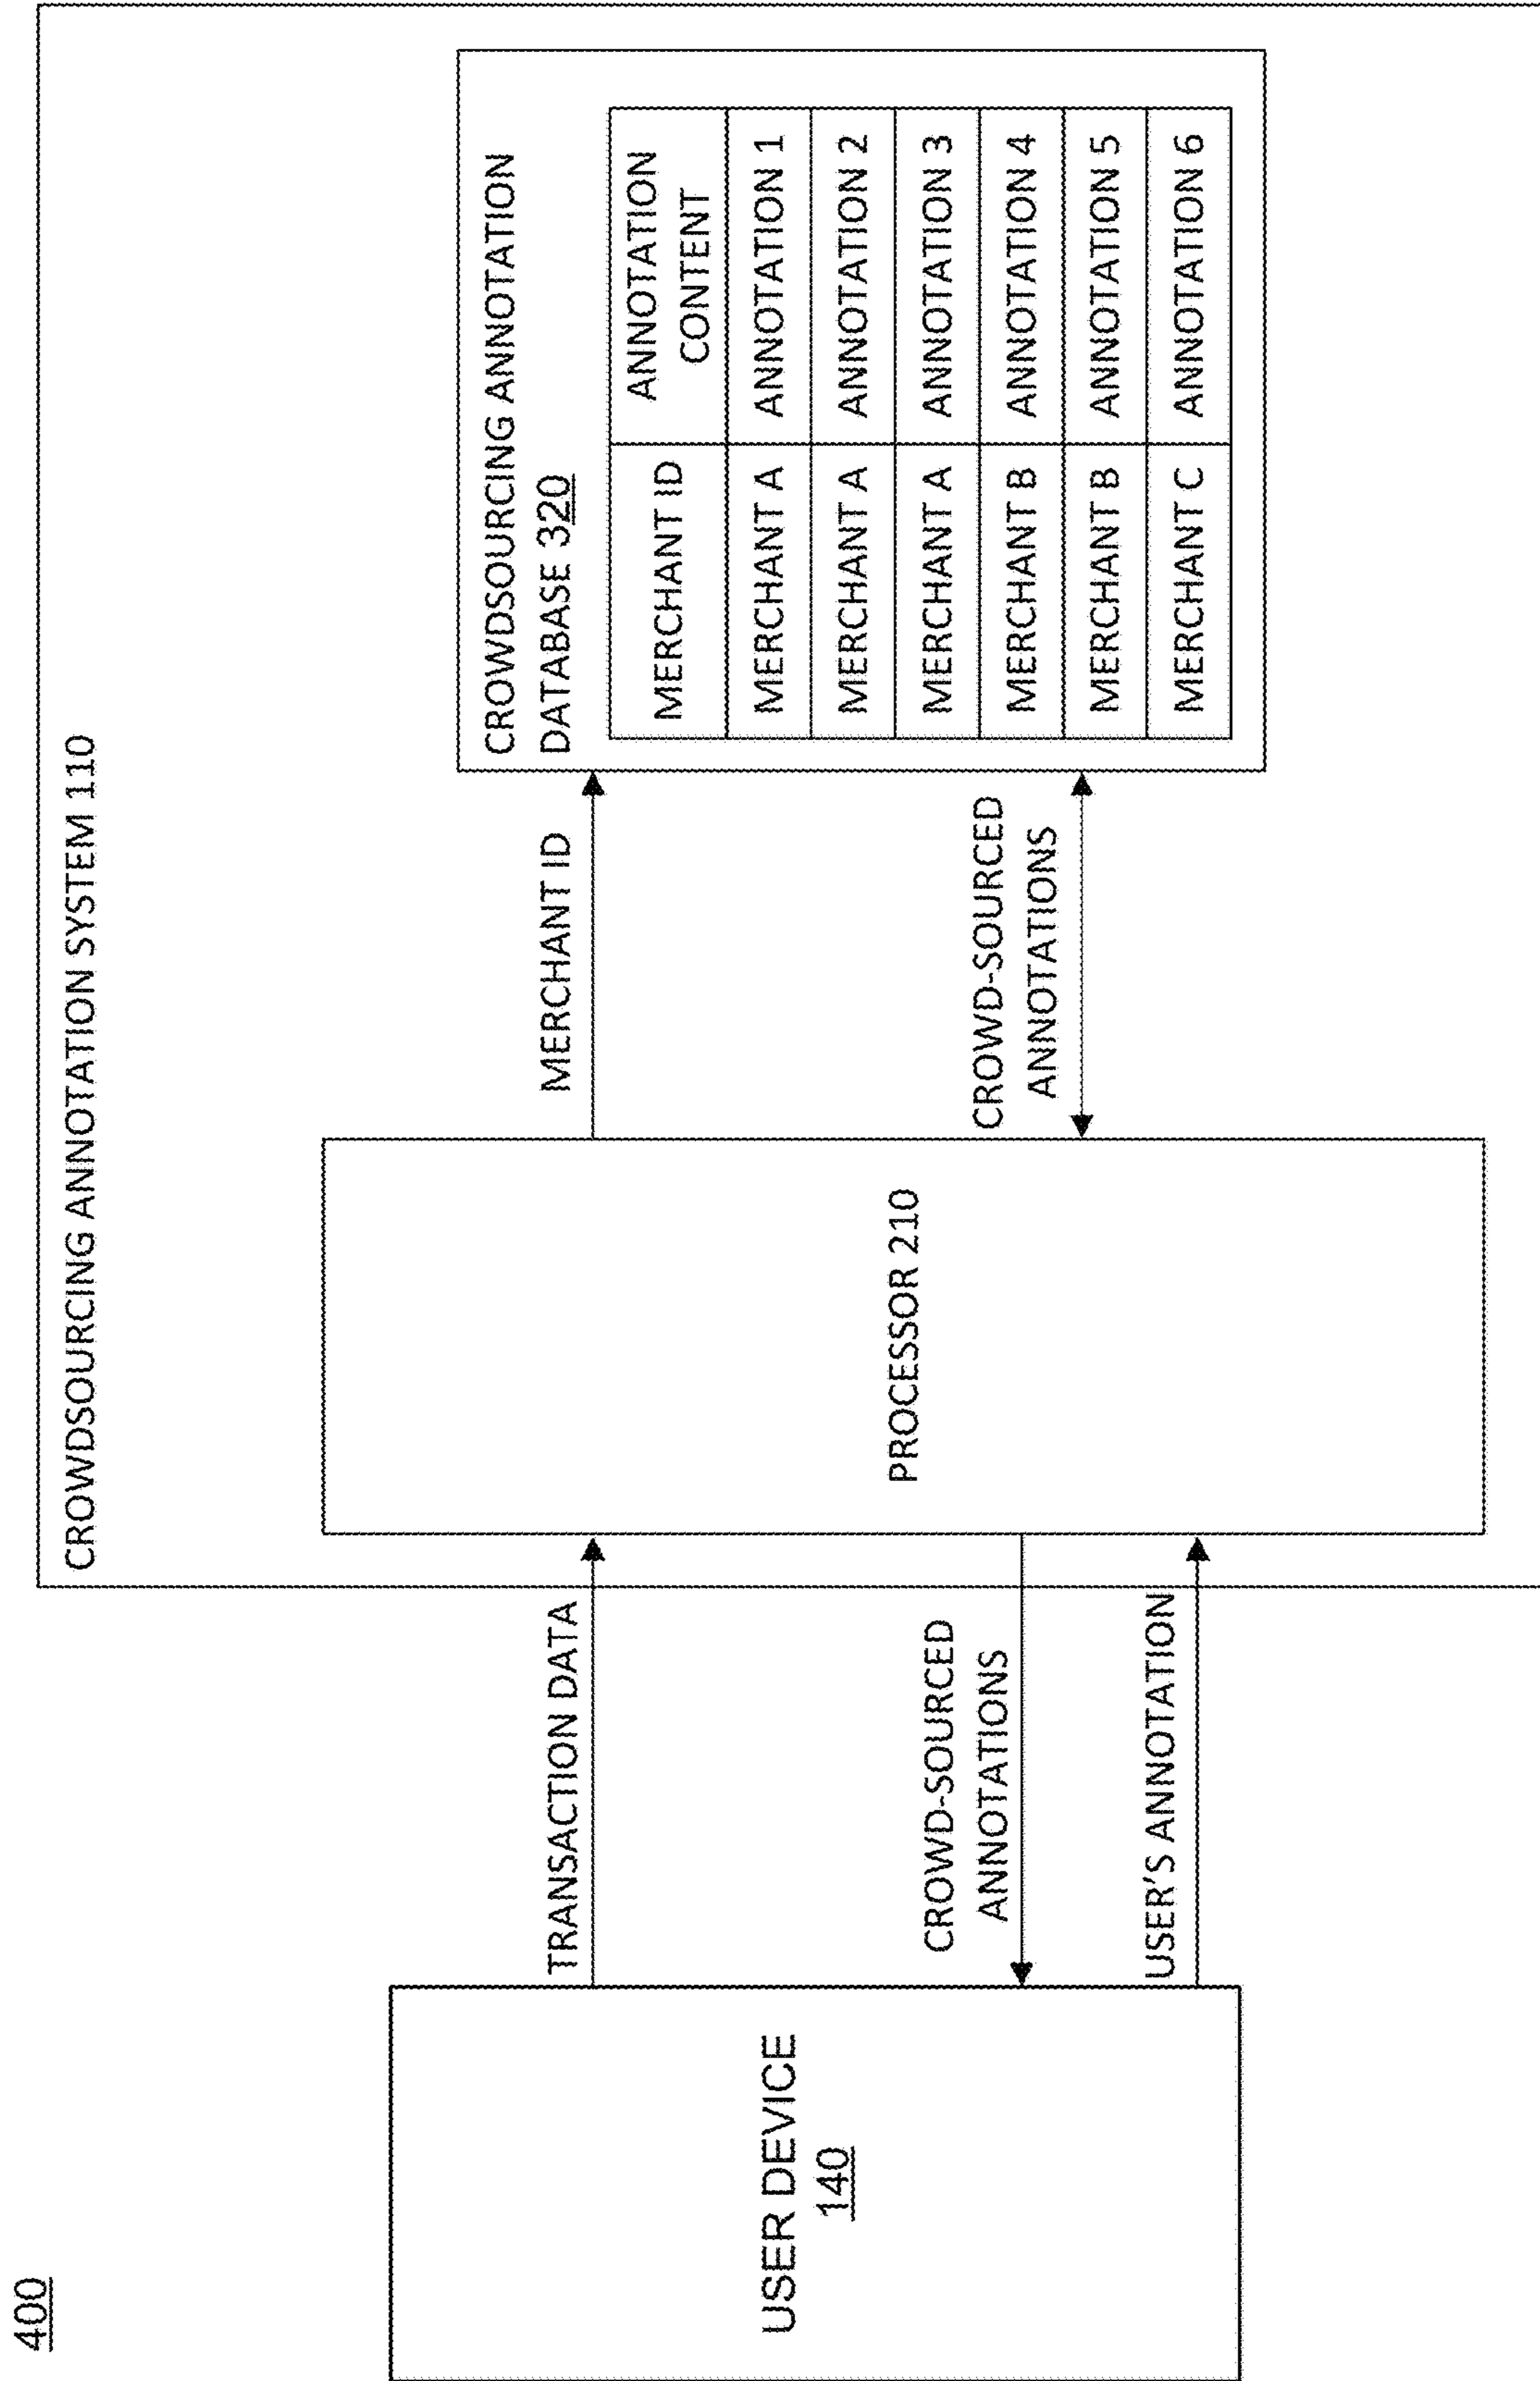 400
CROWDSOURCING ANNOTATION SYSTEM 110
USER DEVICE
140
TRANSACTION DATA
CROWD-SOURCED
ANNOTATIONS
USER'S ANNOTATION
PROCESSOR 210
MERCHANT ID
CROWD-SOURCED
ANNOTATIONS
CROWDSOURCING ANNOTATION
DATABASE 320
MERCHANT ID ANNOTATION
CONTENT
MERCHANT A ANNOTATION 1
MERCHANT A ANNOTATION 2
MERCHANT A ANNOTATION 3
MERCHANT B ANNOTATION 4
MERCHANT B ANNOTATION 5
MERCHANT C ANNOTATION 6